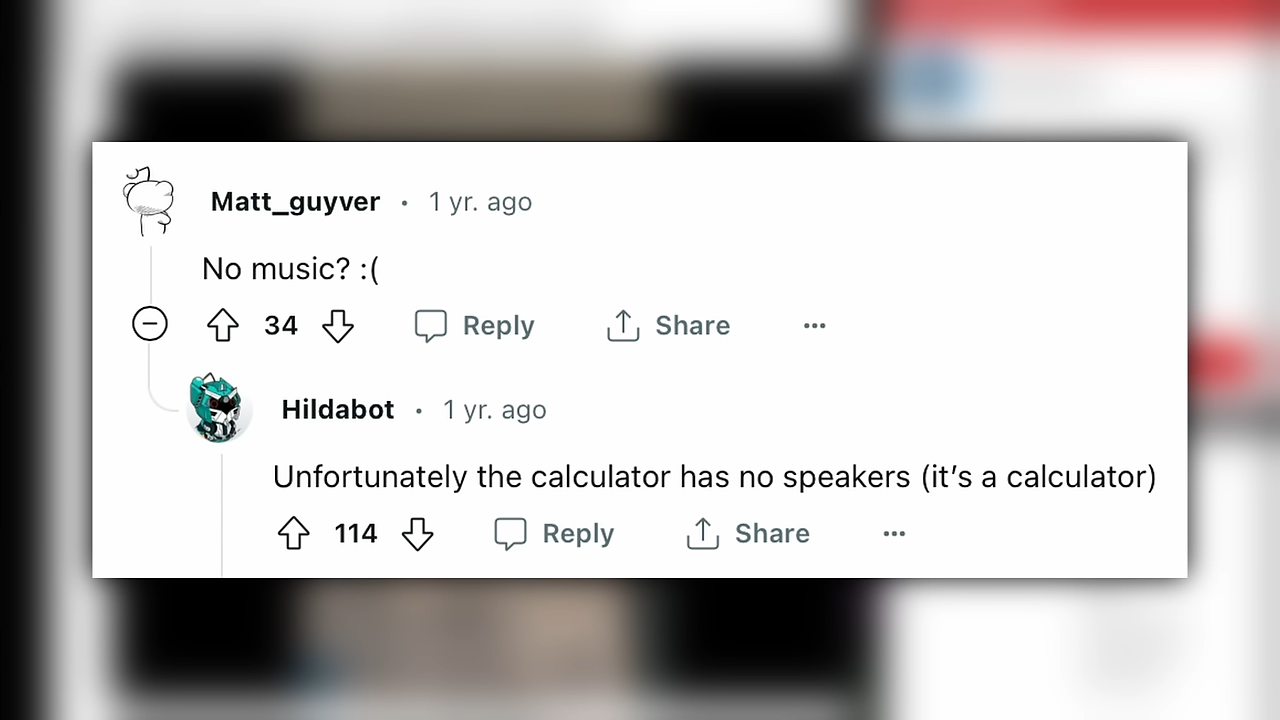 Matt_guyver • 1 yr. ago
No music? :(
34 Reply Share ...
Hildabot • 1 yr. ago
Unfortunately the calculator has no speakers (it’s a calculator)
114 Reply Share ...